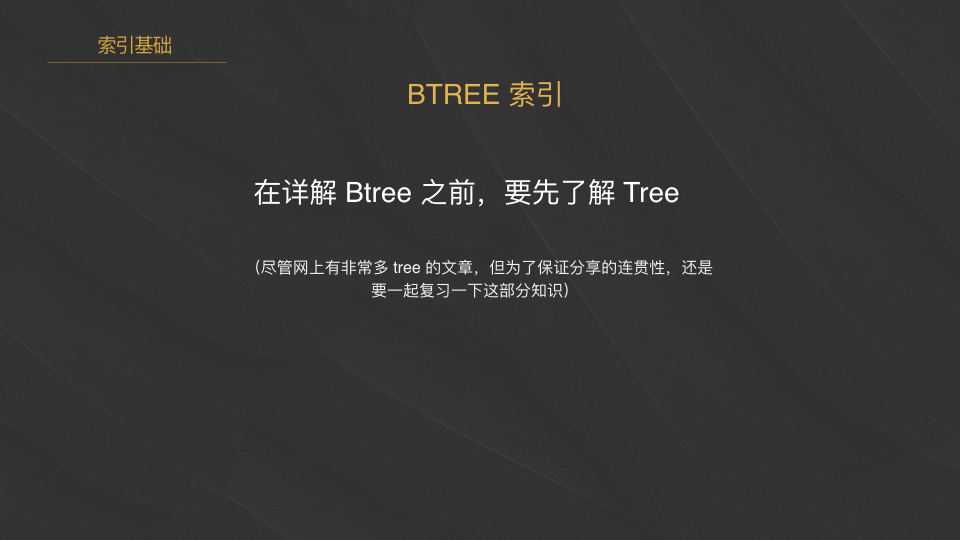 索引基础
BTREE 索引
在详解 Btree 之前，要先了解 Tree
（尽管网上有非常多 tree 的文章，但为了保证分享的连贯性，还是
要一起复习一下这部分知识）